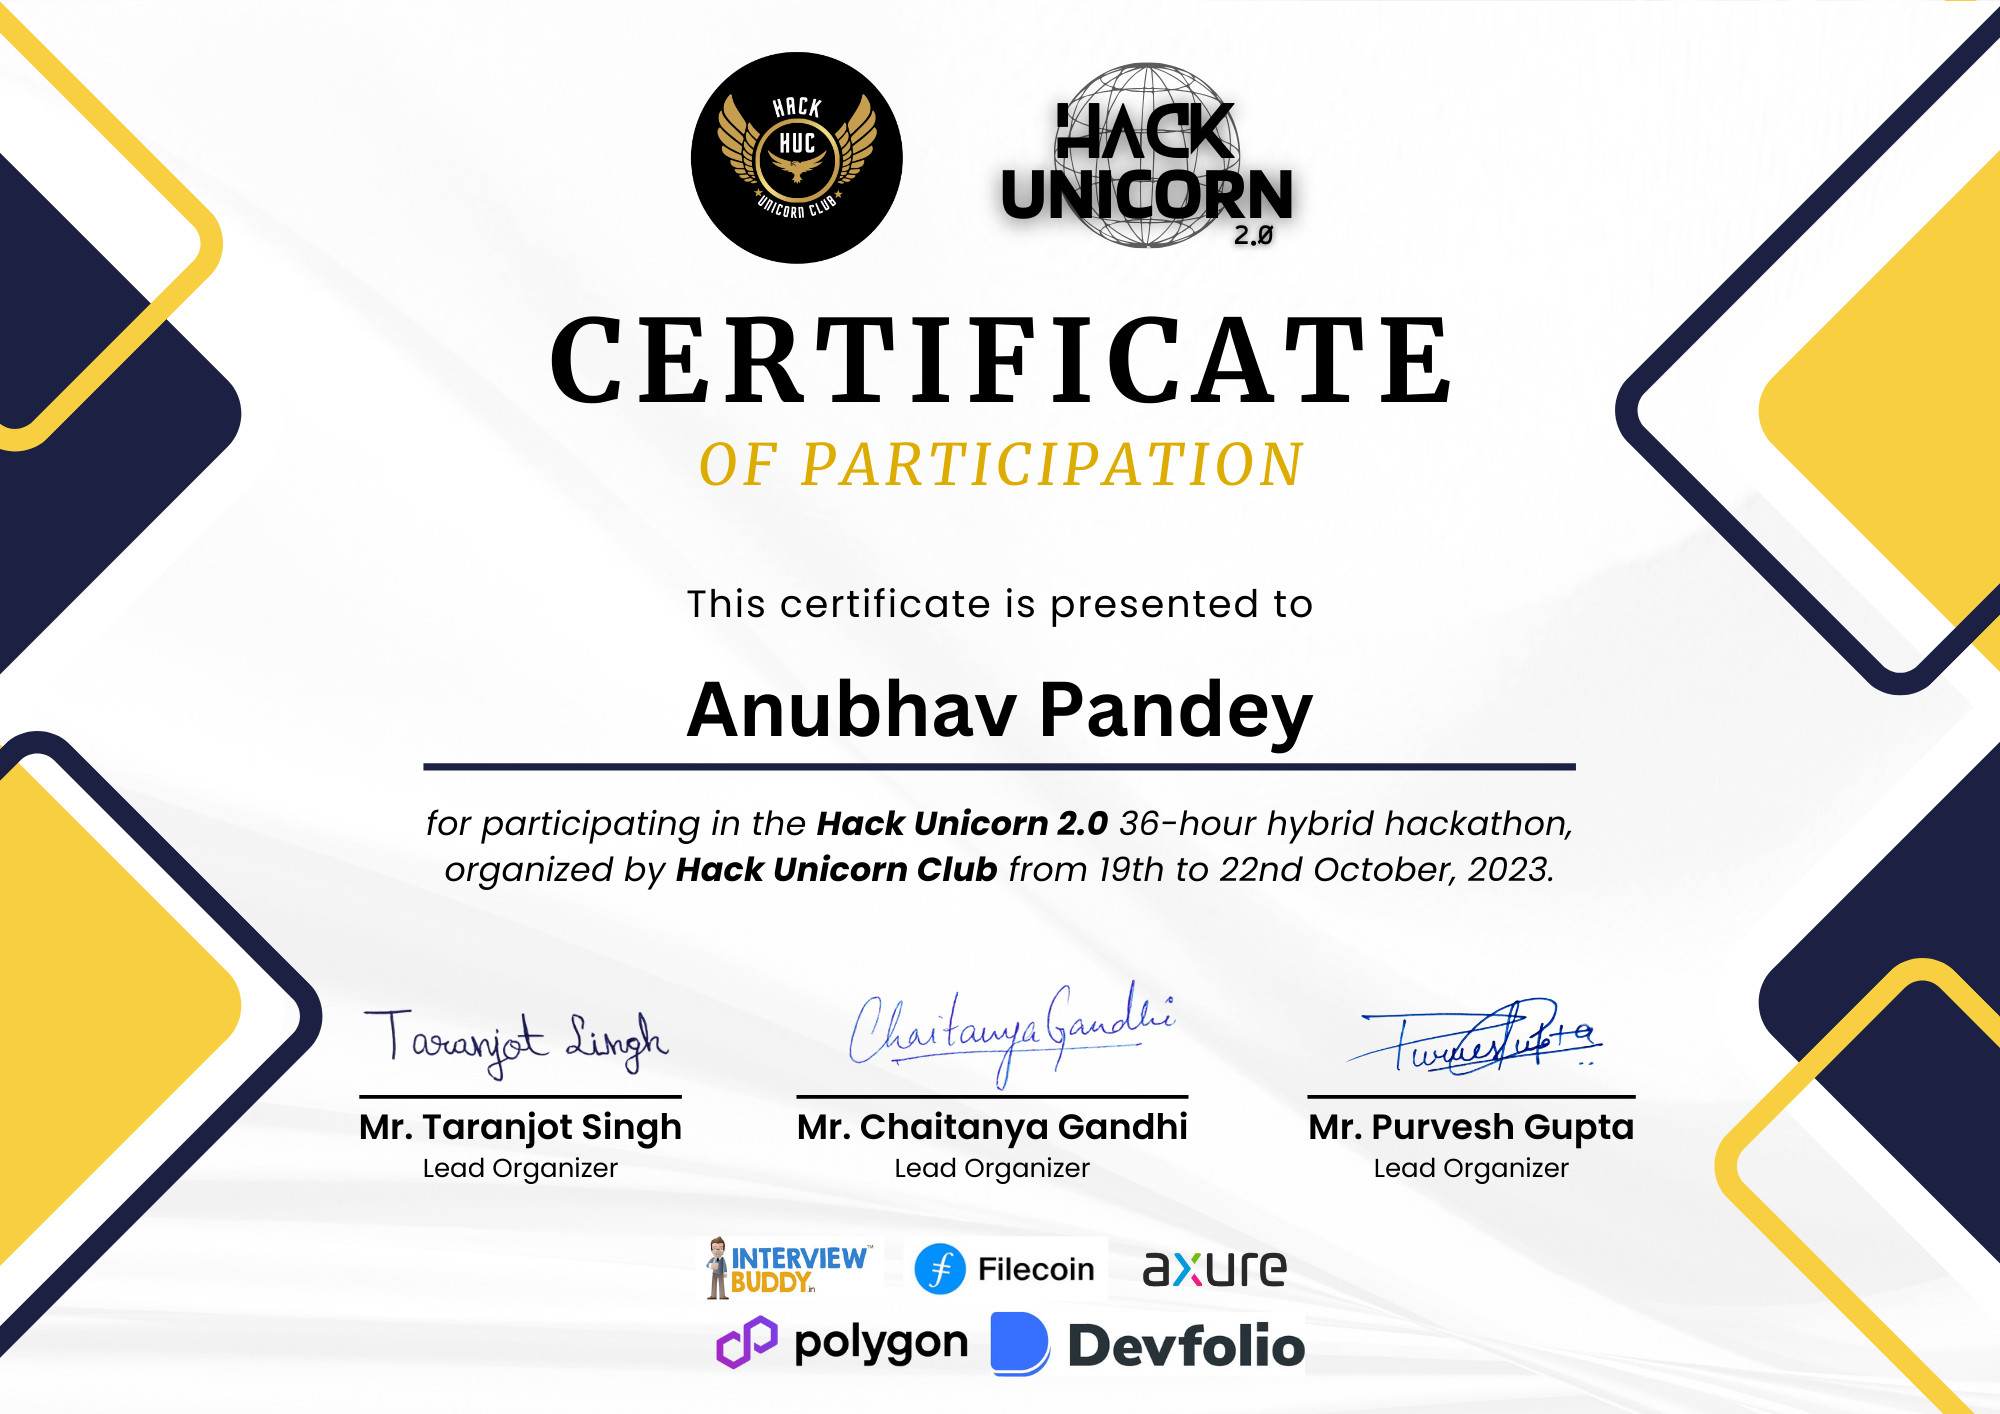 HACK
HUC
UNICORN CLUB
HACK
UNICORN
2.0
CERTIFICATE
OF PARTICIPATION
This certificate is presented to
Anubhav Pandey
for participating in the Hack Unicorn 2.0 36-hour hybrid hackathon,
organized by Hack Unicorn Club from 19th to 22nd October, 2023.
Taranjot Singh
Chaitanya Gandhi
Purvesh Gupta
Mr. Taranjot Singh
Mr. Chaitanya Gandhi
Mr. Purvesh Gupta
Lead Organizer
Lead Organizer
Lead Organizer
INTERVIEW™
BUDDY.in
Filecoin
axure
polygon
Devfolio